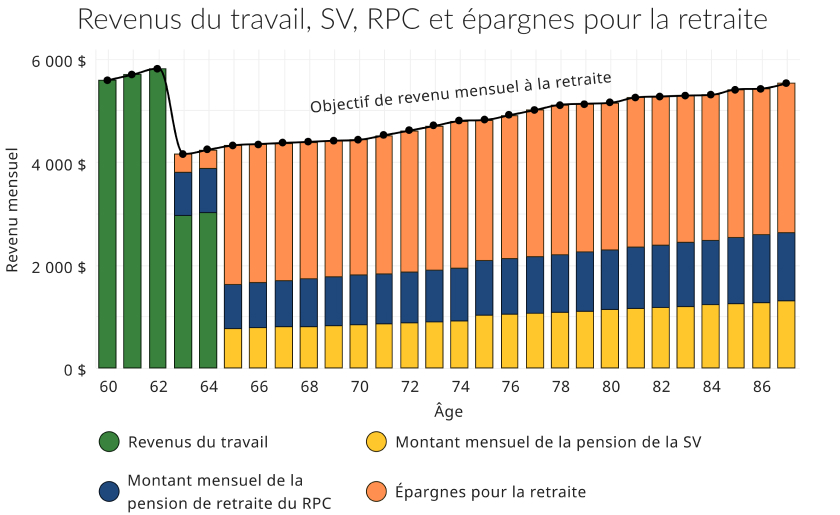 Revenus du travail, SV, RPC et épargnes pour la retraite
6 000 $
4 000 $
2 000 $
0 $
Revenu mensuel
Objectif de revenu mensuel à la retraite
60 62 64 66 68 70 72 74 76 78 80 82 84 86
Âge
Revenus du travail
Montant mensuel de la pension de la SV
Montant mensuel de la
pension de retraite du RPC
Épargnes pour la retraite